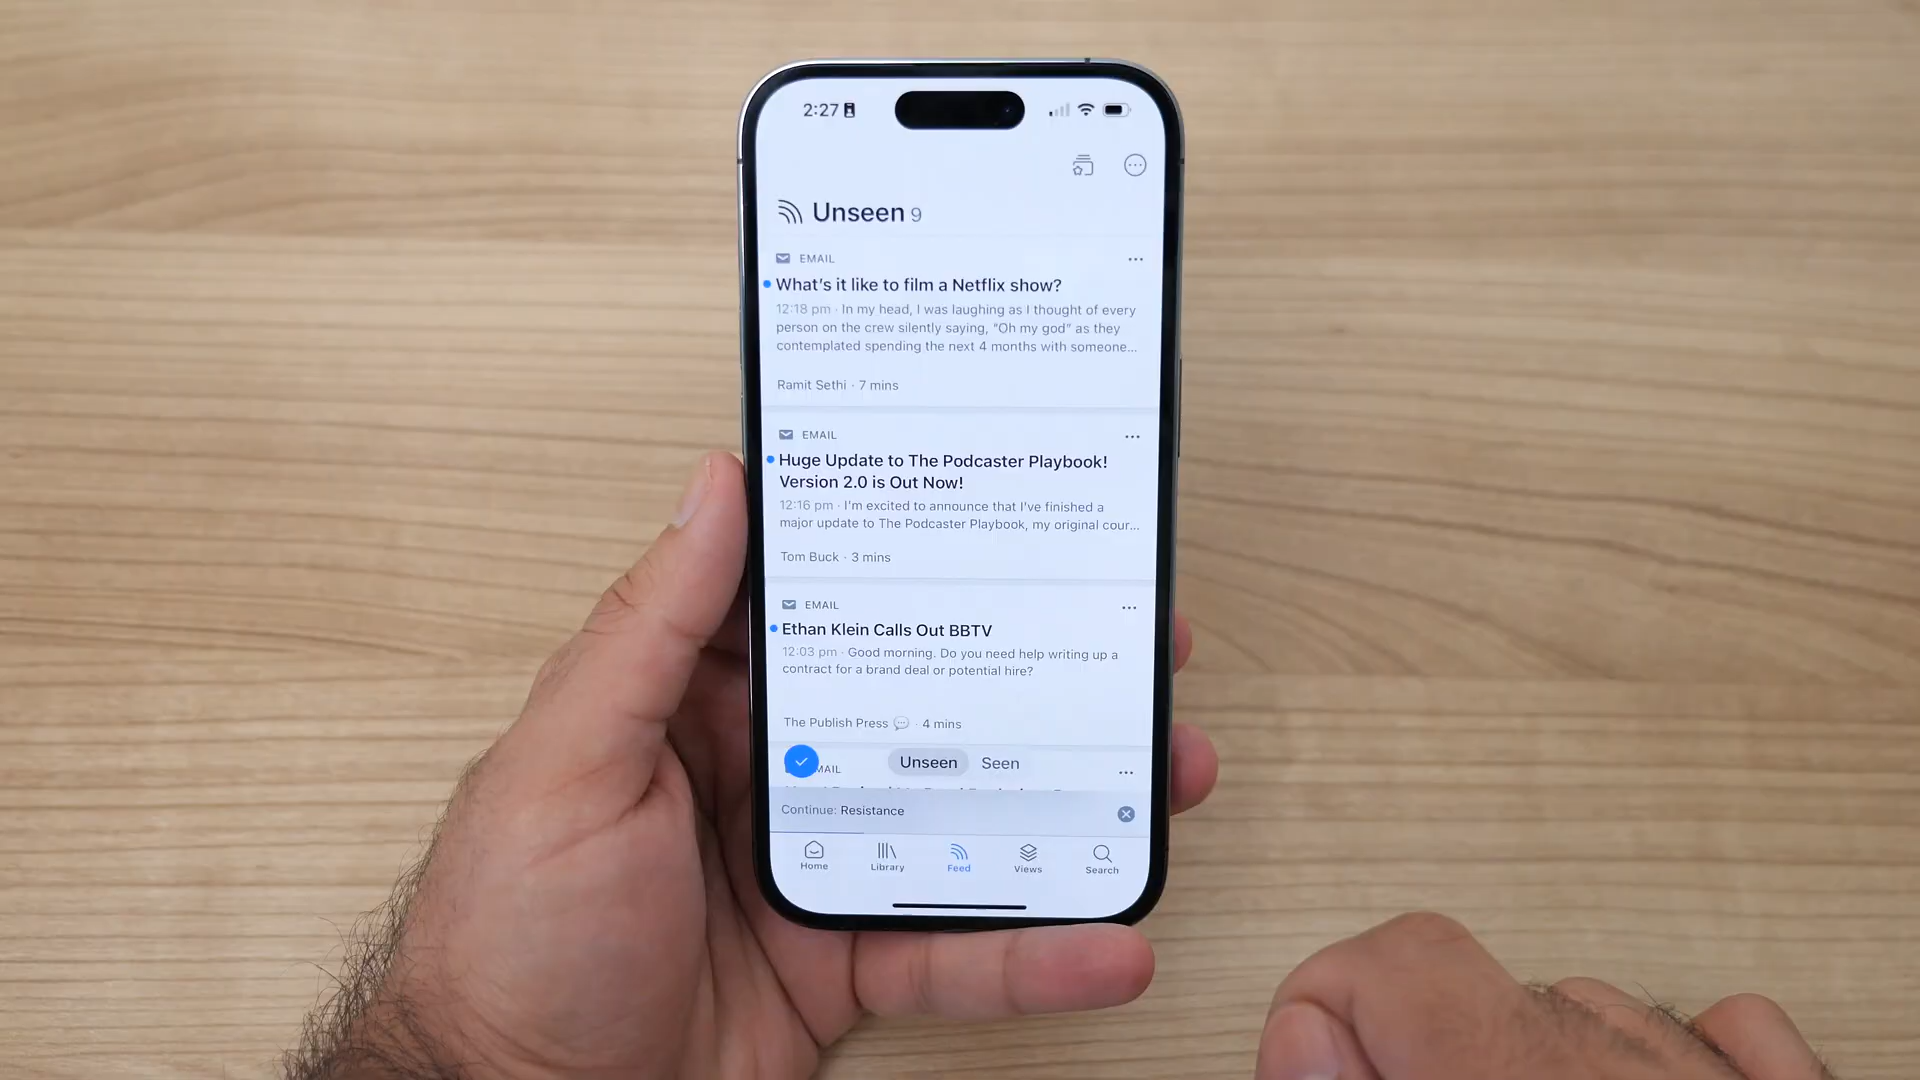 2:27
Unseen 9
EMAIL
What's it like to film a Netflix show?
12:18 pm · In my head, I was laughing as I thought of every
person on the crew silently saying, "Oh my god" as they
contemplated spending the next 4 months with someone...
Ramit Sethi · 7 mins
EMAIL
Huge Update to The Podcaster Playbook!
Version 2.0 is Out Now!
12:16 pm · I'm excited to announce that I've finished a
major update to The Podcaster Playbook, my original cour...
Tom Buck · 3 mins
EMAIL
Ethan Klein Calls Out BBTV
12:03 pm · Good morning. Do you need help writing up a
contract for a brand deal or potential hire?
The Publish Press 💬 · 4 mins
MAIL
Unseen Seen
Continue: Resistance
Home Library Feed Views Search